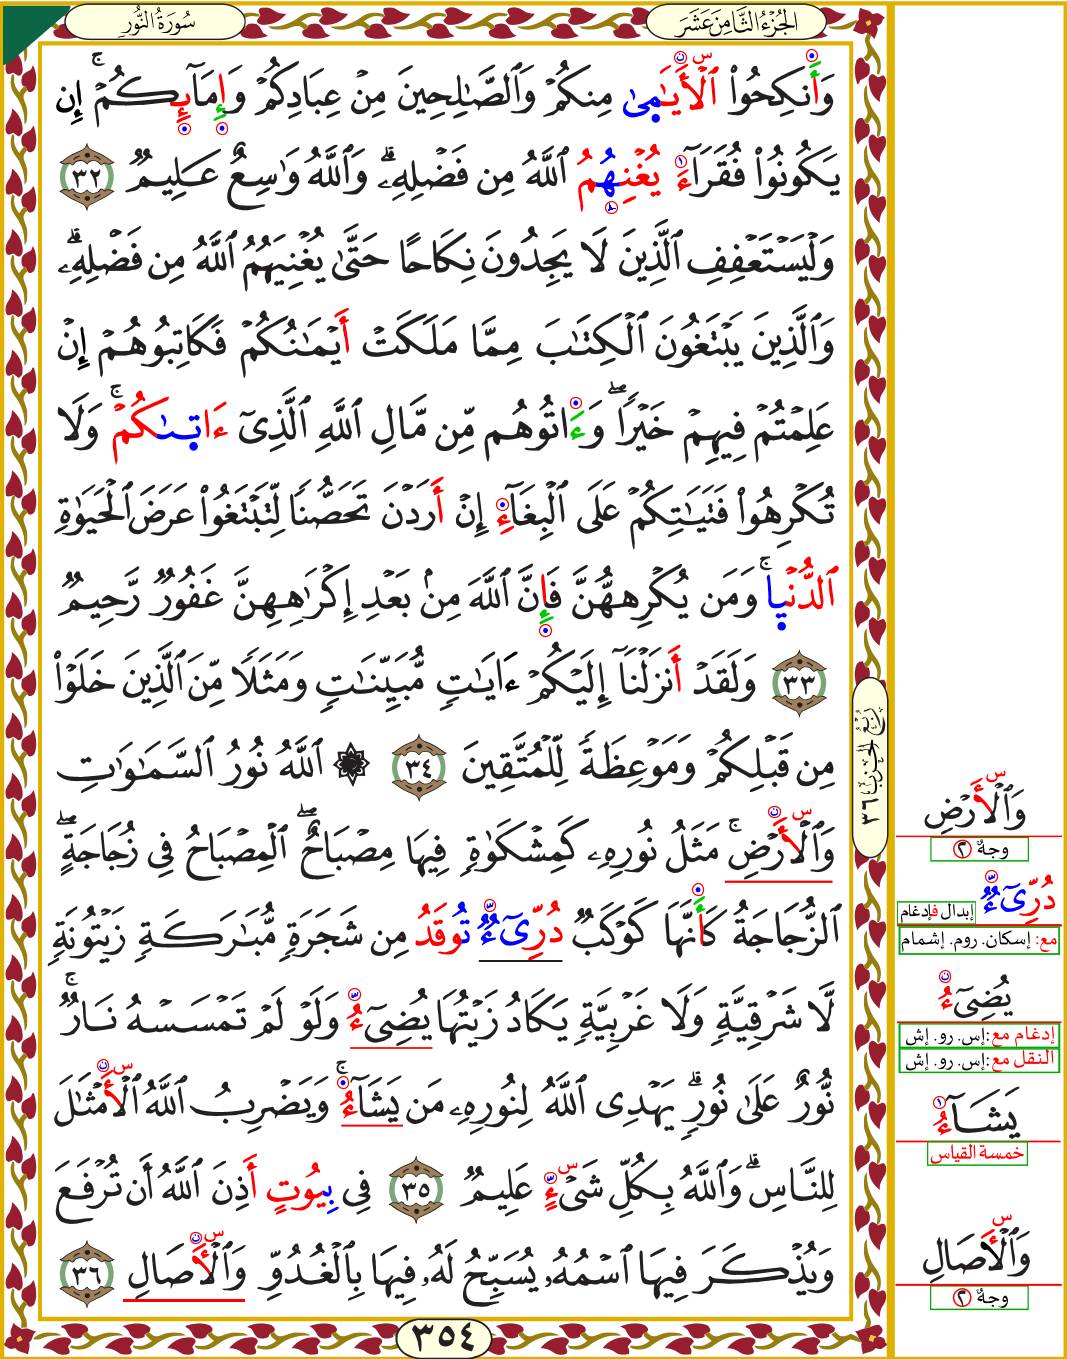 الجُزْءُ الثَّامِنَ عَشَرَ
سُورَةُ النُّورِ
وَأَنكِحُوا۟ ٱلْأَيَـٰمَىٰ مِنكُمْ وَٱلصَّـٰلِحِينَ مِنْ عِبَادِكُمْ وَإِمَآئِكُمْ ۚ إِن
يَكُونُوا۟ فُقَرَآءَ يُغْنِهُمُ ٱللَّهُ مِن فَضْلِهِۦ ۗ وَٱللَّهُ وَٰسِعٌ عَلِيمٌ ٣٢
وَلْيَسْتَعْفِفِ ٱلَّذِينَ لَا يَجِدُونَ نِكَاحًا حَتَّىٰ يُغْنِيَهُمُ ٱللَّهُ مِن فَضْلِهِۦ ۗ
وَٱلَّذِينَ يَبْتَغُونَ ٱلْكِتَـٰبَ مِمَّا مَلَكَتْ أَيْمَـٰنُكُمْ فَكَاتِبُوهُمْ إِنْ
عَلِمْتُمْ فِيهِمْ خَيْرًا ۖ وَءَاتُوهُم مِّن مَّالِ ٱللَّهِ ٱلَّذِىٓ ءَاتَىٰكُمْ ۚ وَلَا
تُكْرِهُوا۟ فَتَيَـٰتِكُمْ عَلَى ٱلْبِغَآءِ إِنْ أَرَدْنَ تَحَصُّنًا لِّتَبْتَغُوا۟ عَرَضَ ٱلْحَيَوٰةِ
ٱلدُّنْيَا ۚ وَمَن يُكْرِههُّنَّ فَإِنَّ ٱللَّهَ مِنۢ بَعْدِ إِكْرَٰهِهِنَّ غَفُورٌ رَّحِيمٌ
٣٣ وَلَقَدْ أَنزَلْنَآ إِلَيْكُمْ ءَايَـٰتٍ مُّبَيِّنَـٰتٍ وَمَثَلًا مِّنَ ٱلَّذِينَ خَلَوْا۟
مِن قَبْلِكُمْ وَمَوْعِظَةً لِّلْمُتَّقِينَ ٣٤ ۞ ٱللَّهُ نُورُ ٱلسَّمَـٰوَٰتِ
وَٱلْأَرْضِ ۚ مَثَلُ نُورِهِۦ كَمِشْكَوٰةٍ فِيهَا مِصْبَاحٌ ۖ ٱلْمِصْبَاحُ فِى زُجَاجَةٍ ۖ
ٱلزُّجَاجَةُ كَأَنَّهَا كَوْكَبٌ دُرِّىٓءٌ تُوقَدُ مِن شَجَرَةٍ مُّبَـٰرَكَةٍ زَيْتُونَةٍ
لَّا شَرْقِيَّةٍ وَلَا غَرْبِيَّةٍ يَكَادُ زَيْتُهَا يُضِىٓءُ وَلَوْ لَمْ تَمْسَسْهُ نَارٌ ۚ
نُّورٌ عَلَىٰ نُورٍ ۗ يَهْدِى ٱللَّهُ لِنُورِهِۦ مَن يَشَآءُ ۚ وَيَضْرِبُ ٱللَّهُ ٱلْأَمْثَـٰلَ
لِلنَّاسِ ۗ وَٱللَّهُ بِكُلِّ شَىْءٍ عَلِيمٌ ٣٥ فِى بِيُوتٍ أَذِنَ ٱللَّهُ أَن تُرْفَعَ
وَيُذْكَرَ فِيهَا ٱسْمُهُۥ يُسَبِّحُ لَهُۥ فِيهَا بِٱلْغُدُوِّ وَٱلْأَصَالِ ٣٦
٣٥٤
رُبْعُ الحِزْبِ ٣٦
وَٱلْأَرْضِ
وجهٌ ٢
دُرِّىٓءٌ
إبدال فإدغام
مع: إسكان. روم. إشمام
يُضِىٓءُ
إدغام مع: إس. رو. إش
النقل مع: إس. رو. إش
يَشَآءُ
خمسة القياس
وَٱلْأَصَالِ
وجهٌ ٢